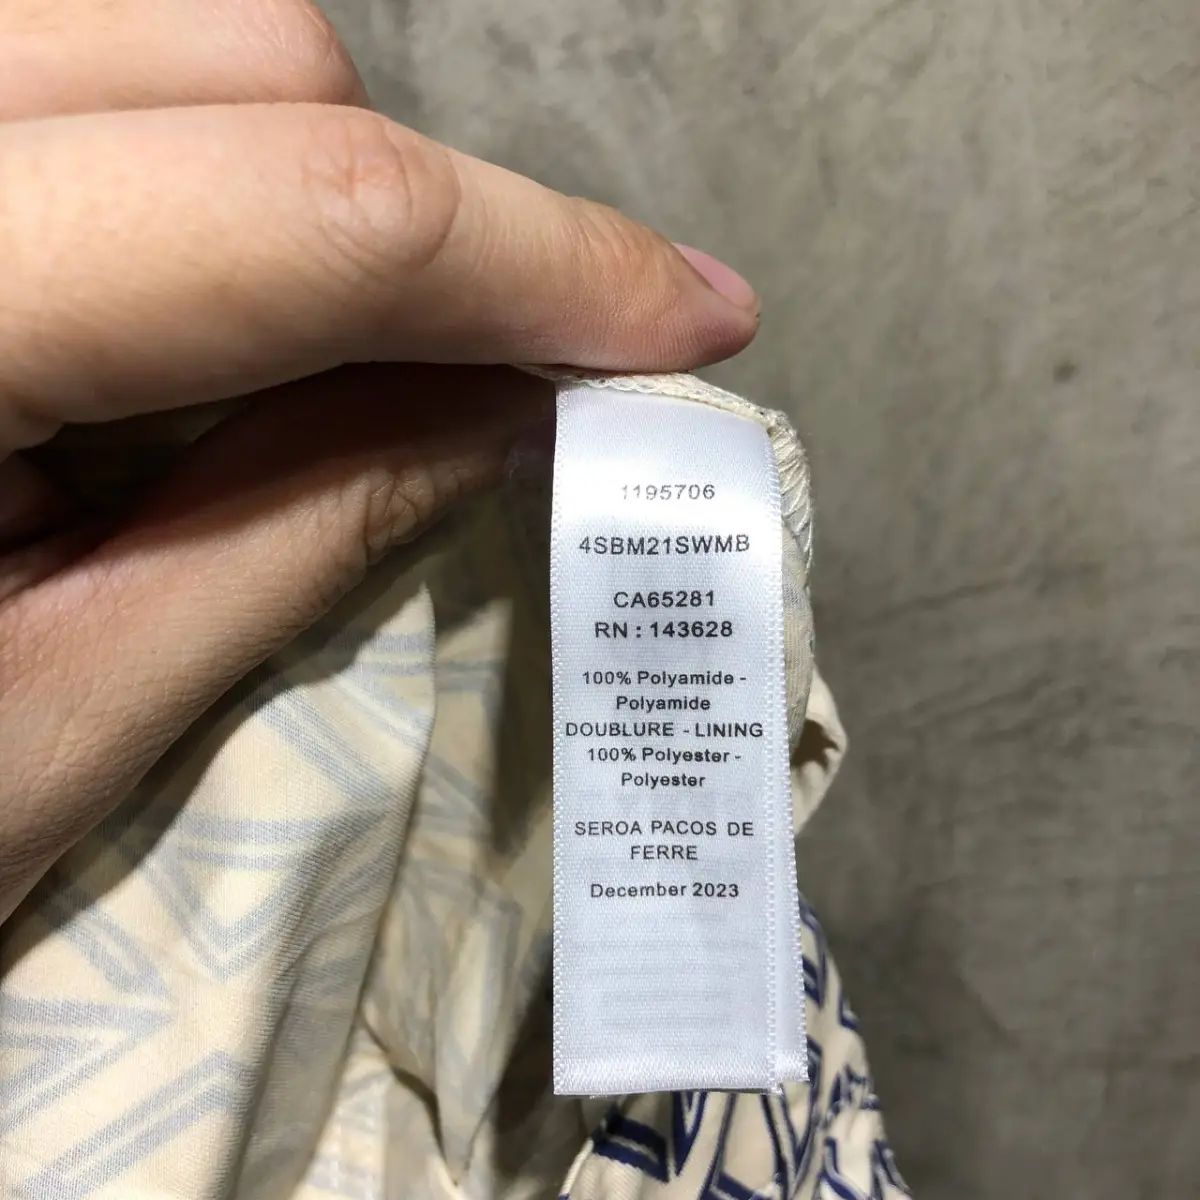 1195706
4SBM21SWMB
CA65281
RN : 143628
100% Polyamide -
Polyamide
DOUBLURE - LINING
100% Polyester -
Polyester
SEROA PACOS DE
FERRE
December 2023